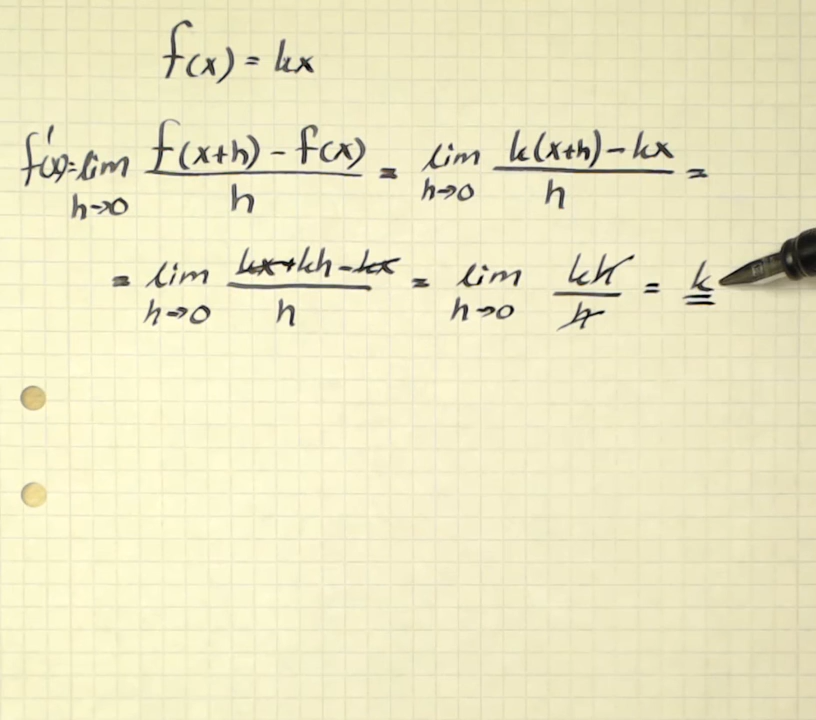 f(x) = kx
f'(x) = lim h→0 (f(x+h) - f(x))/h = lim h→0 (k(x+h) - kx)/h =
= lim h→0 (kx+kh-kx)/h = lim h→0 kh/h = k